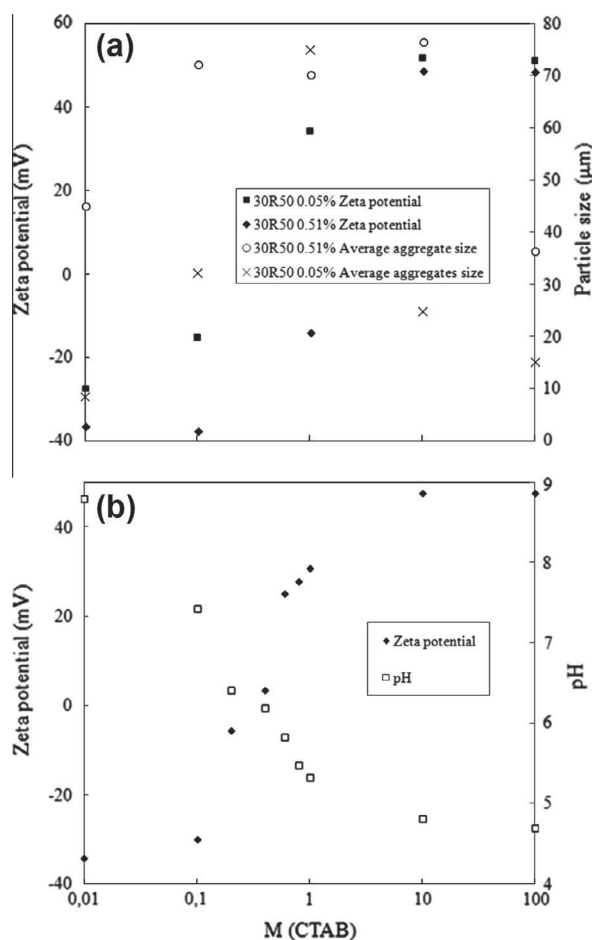 (a)
60
40
20
0
-20
-40
Zeta potential (mV)
80
70
60
50
40
30
20
10
0
Particle size (µm)
30R50 0.05% Zeta potential
30R50 0.51% Zeta potential
30R50 0.51% Average aggregate size
30R50 0.05% Average aggregates size
(b)
40
20
0
-20
-40
Zeta potential (mV)
9
8
7
6
5
4
pH
Zeta potential
pH
0,01 0,1 1 10 100
M (CTAB)